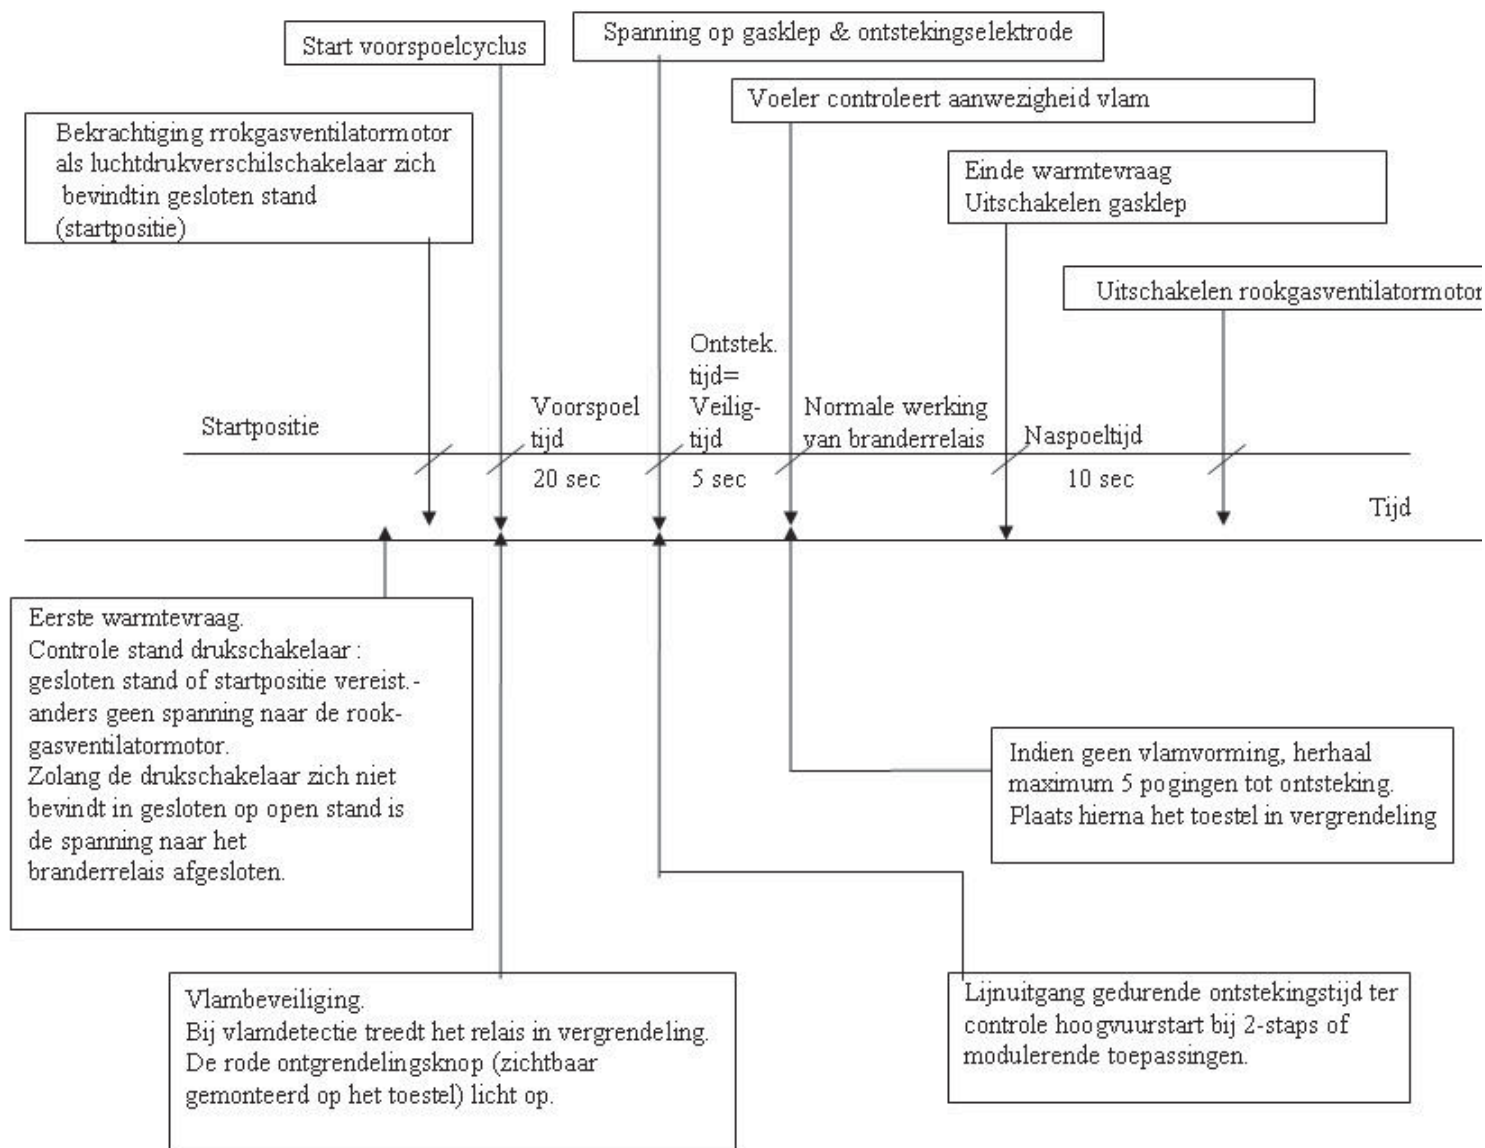 Start voorspoelcyclus
Spanning op gasklep & ontstekingselektrode
Voeler controleert aanwezigheid vlam
Bekrachtiging rrokgasventilatormotor
als luchtdrukverschilschakelaar zich
bevindtin gesloten stand
(startpositie)
Einde warmtevraag
Uitschakelen gasklep
Uitschakelen rookgasventilatormotor
Startpositie
Voorspoel
tijd
20 sec
Ontstek.
tijd=
Veilig-
tijd
5 sec
Normale werking
van branderrelais
Naspoeltijd
10 sec
Tijd
Eerste warmtevraag.
Controle stand drukschakelaar :
gesloten stand of startpositie vereist.-
anders geen spanning naar de rook-
gasventilatormotor.
Zolang de drukschakelaar zich niet
bevindt in gesloten op open stand is
de spanning naar het
branderrelais afgesloten.
Indien geen vlamvorming, herhaal
maximum 5 pogingen tot ontsteking.
Plaats hierna het toestel in vergrendeling
Vlambeveiliging.
Bij vlamdetectie treedt het relais in vergrendeling.
De rode ontgrendelingsknop (zichtbaar
gemonteerd op het toestel) licht op.
Lijnuitgang gedurende ontstekingstijd ter
controle hoogvuurstart bij 2-staps of
modulerende toepassingen.